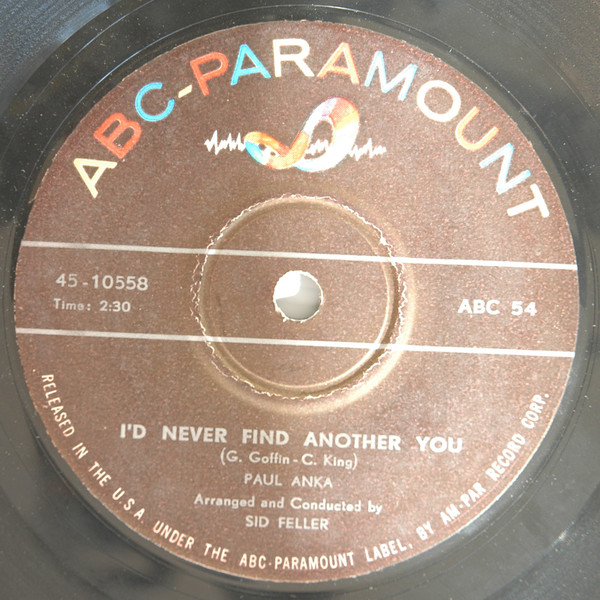 ABC-PARAMOUNT
45-10558
Time: 2:30
ABC 54
I'D NEVER FIND ANOTHER YOU
(G. Goffin - C. King)
PAUL ANKA
Arranged and Conducted by
SID FELLER
RELEASED IN THE U.S.A. UNDER THE ABC-PARAMOUNT LABEL, BY AM-PAR RECORD CORP.